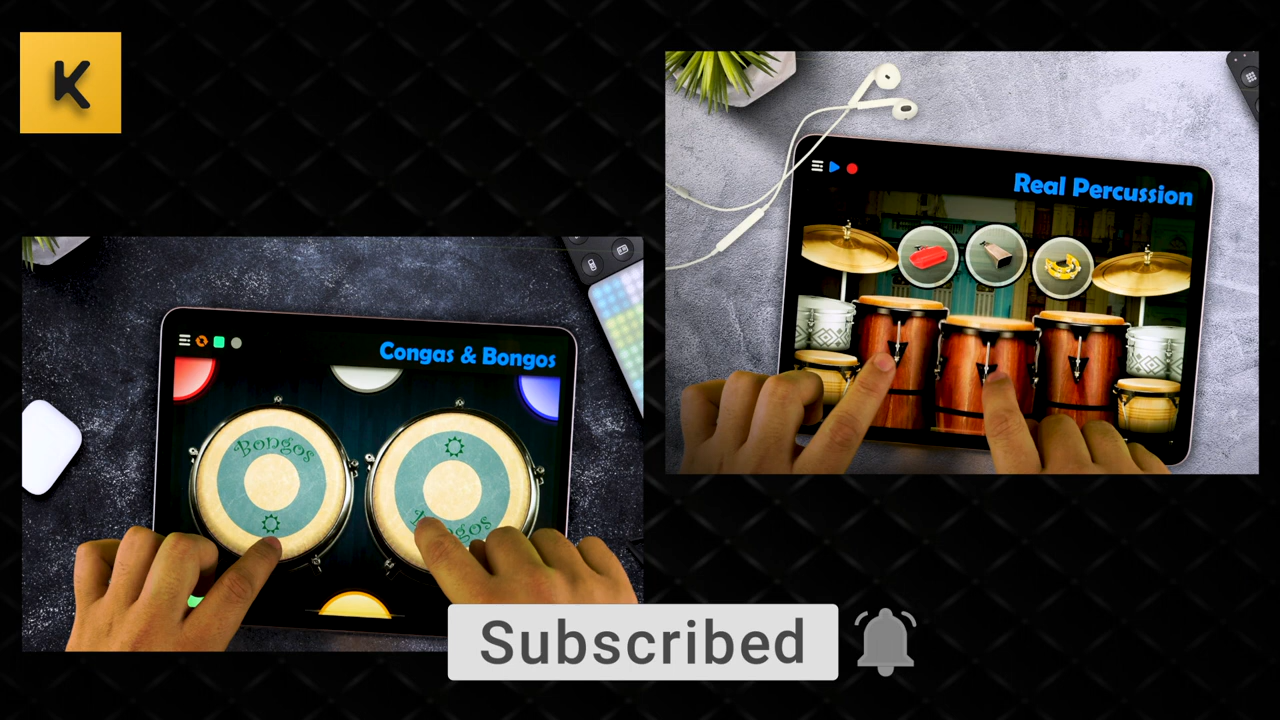 K
Real Percussion
Congas & Bongos
Bongos
Subscribed